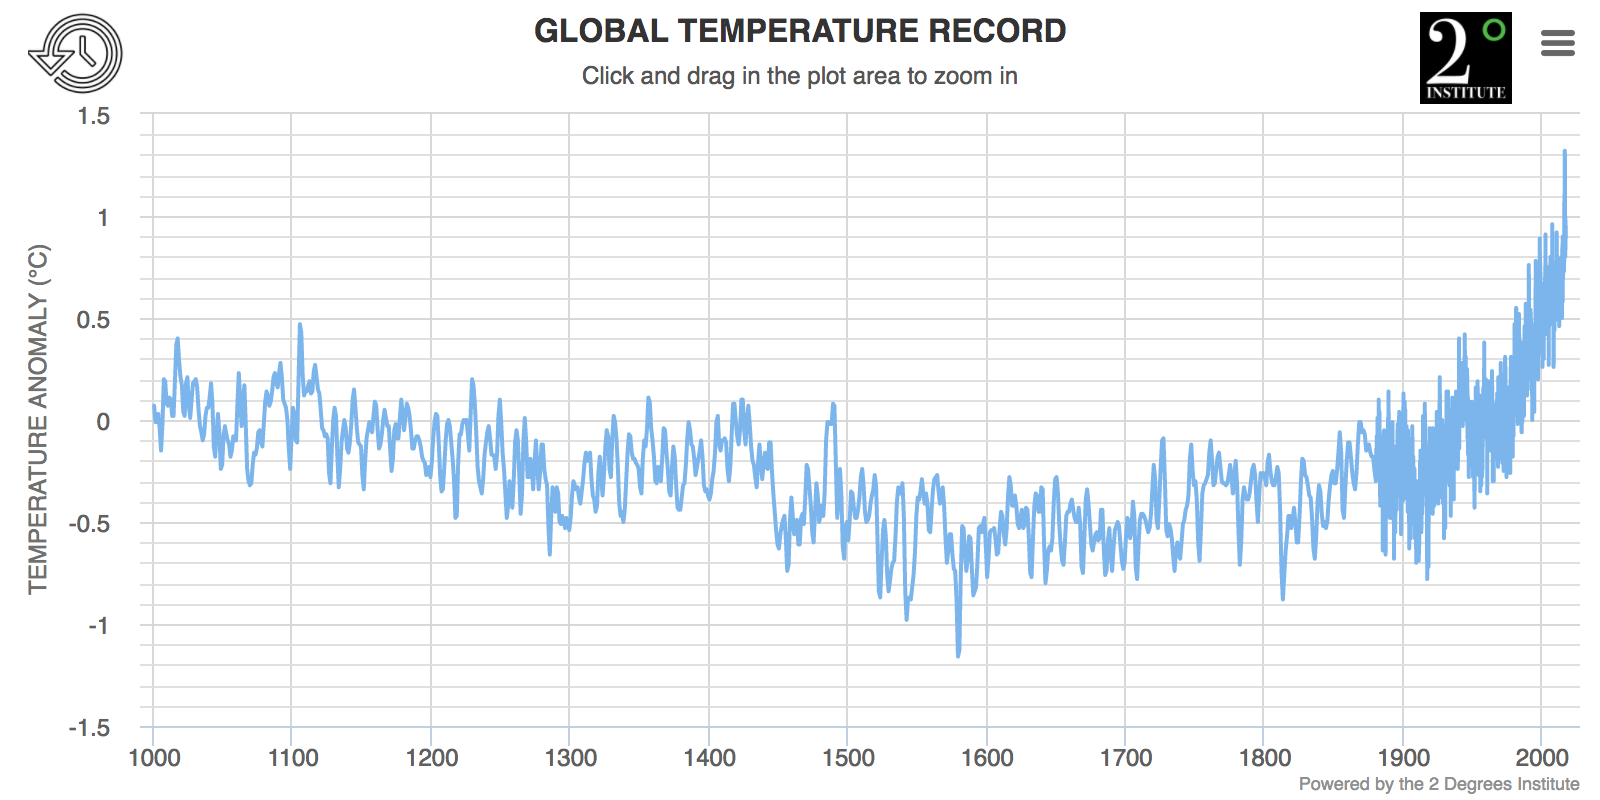 GLOBAL TEMPERATURE RECORD
Click and drag in the plot area to zoom in
2°
INSTITUTE
TEMPERATURE ANOMALY (°C)
1.5
1
0.5
0
-0.5
-1
-1.5
1000 1100 1200 1300 1400 1500 1600 1700 1800 1900 2000
Powered by the 2 Degrees Institute